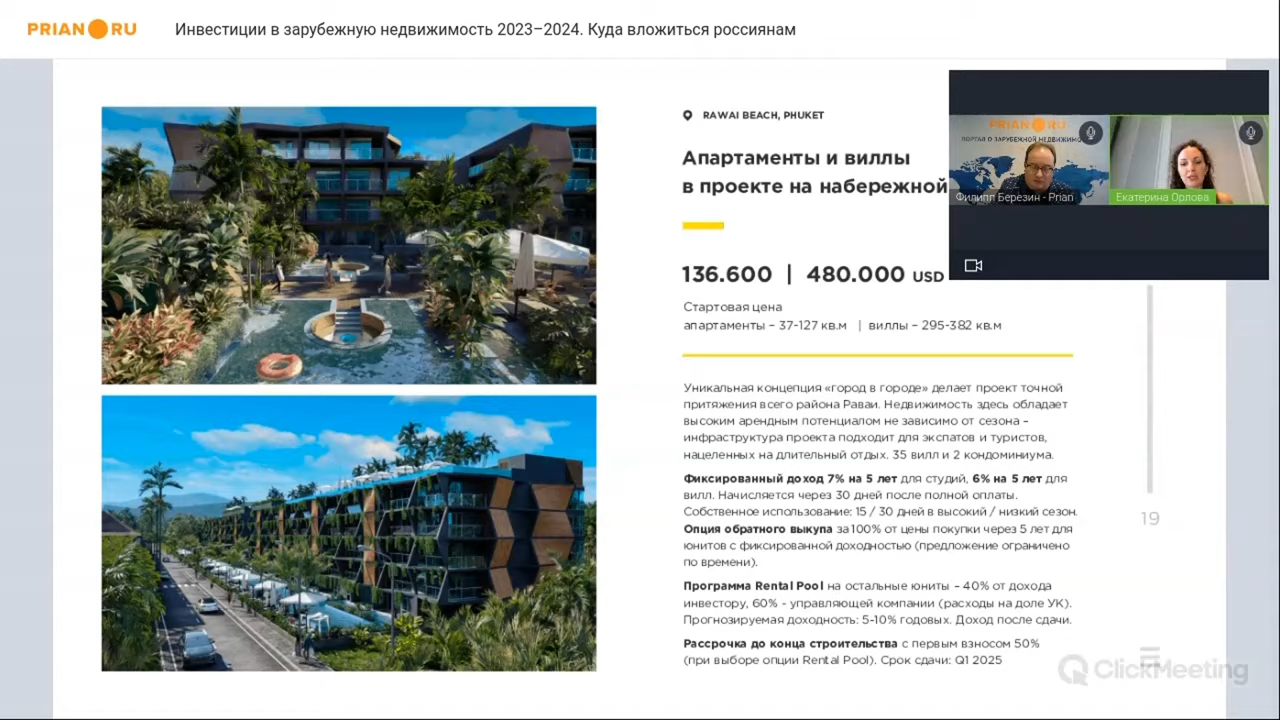 PRIAN RU
Инвестиции в зарубежную недвижимость 2023–2024. Куда вложиться россиянам
RAWAI BEACH, PHUKET
Апартаменты и виллы
в проекте на набережной
136.600 | 480.000 USD
Стартовая цена
апартаменты – 37-127 кв.м | виллы – 295-382 кв.м
Уникальная концепция «город в городе» делает проект точкой
притяжения всего района Раваи. Недвижимость здесь обладает
высоким арендным потенциалом не зависимо от сезона –
инфраструктура проекта подходит для экспатов и туристов,
нацеленных на длительный отдых. 35 вилл и 2 кондоминиума.
Фиксированный доход 7% на 5 лет для студий, 6% на 5 лет для
вилл. Начисляется через 30 дней после полной оплаты.
Собственное использование: 15 / 30 дней в высокий / низкий сезон.
Опция обратного выкупа за 100% от цены покупки через 5 лет для
юнитов с фиксированной доходностью (предложение ограничено
по времени).
Программа Rental Pool на остальные юниты – 40% от дохода
инвестору, 60% - управляющей компании (расходы на доле УК).
Прогнозируемая доходность: 5-10% годовых. Доход после сдачи.
Рассрочка до конца строительства с первым взносом 50%
(при выборе опции Rental Pool). Срок сдачи: Q1 2025
PRIAN RU
ПОРТАЛ О ЗАРУБЕЖНОЙ НЕДВИЖИМО
Филипп Березин - Prian
Екатерина Орлова
19
ClickMeeting